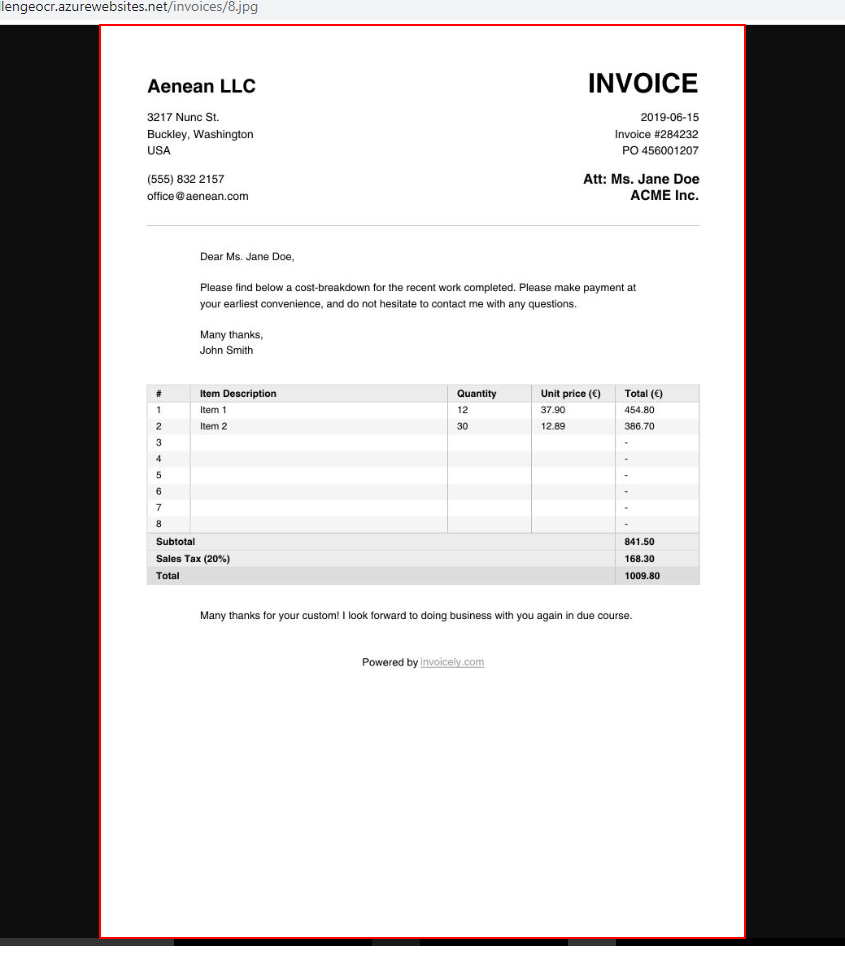 lengeocr.azurewebsites.net/invoices/8.jpg
Aenean LLC
INVOICE
3217 Nunc St.
Buckley, Washington
USA
2019-06-15
Invoice #284232
PO 456001207
(555) 832 2157
office@aenean.com
Att: Ms. Jane Doe
ACME Inc.
Dear Ms. Jane Doe,
Please find below a cost-breakdown for the recent work completed. Please make payment at
your earliest convenience, and do not hesitate to contact me with any questions.
Many thanks,
John Smith
# Item Description Quantity Unit price (€) Total (€)
1 Item 1 12 37.90 454.80
2 Item 2 30 12.89 386.70
3 -
4 -
5 -
6 -
7 -
8 -
Subtotal 841.50
Sales Tax (20%) 168.30
Total 1009.80
Many thanks for your custom! I look forward to doing business with you again in due course.
Powered by invoicely.com